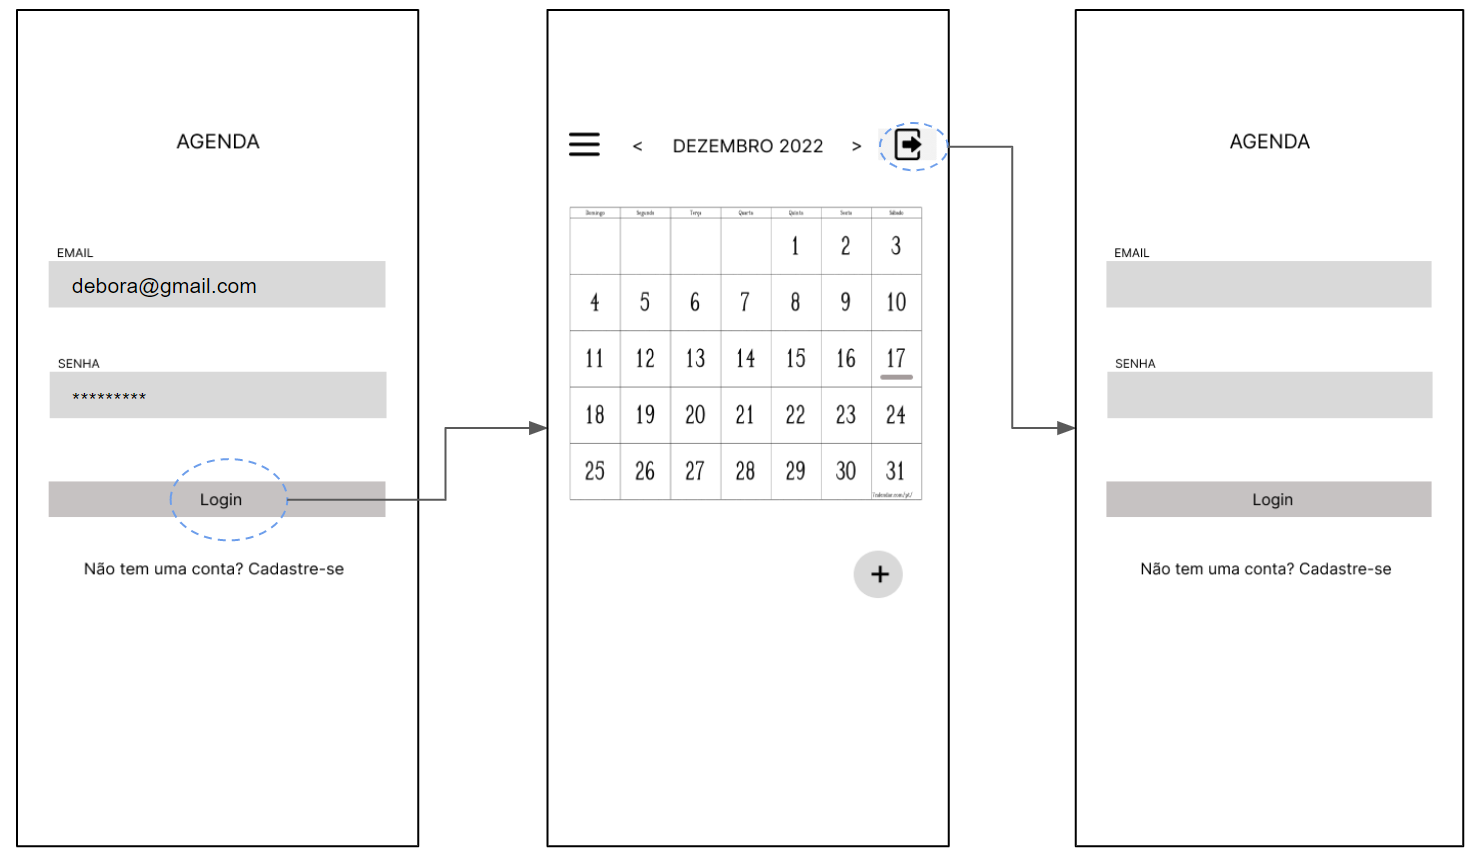 AGENDA
EMAIL
debora@gmail.com
SENHA
*********
Login
Não tem uma conta? Cadastre-se
< DEZEMBRO 2022 >
Domingo Segunda Terça Quarta Quinta Sexta Sábado
1 2 3
4 5 6 7 8 9 10
11 12 13 14 15 16 17
18 19 20 21 22 23 24
25 26 27 28 29 30 31
+
AGENDA
EMAIL
SENHA
Login
Não tem uma conta? Cadastre-se